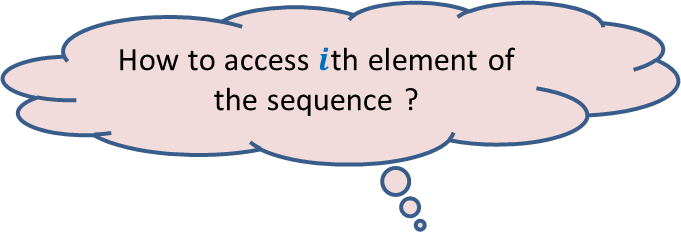 How to access ith element of
the sequence ?